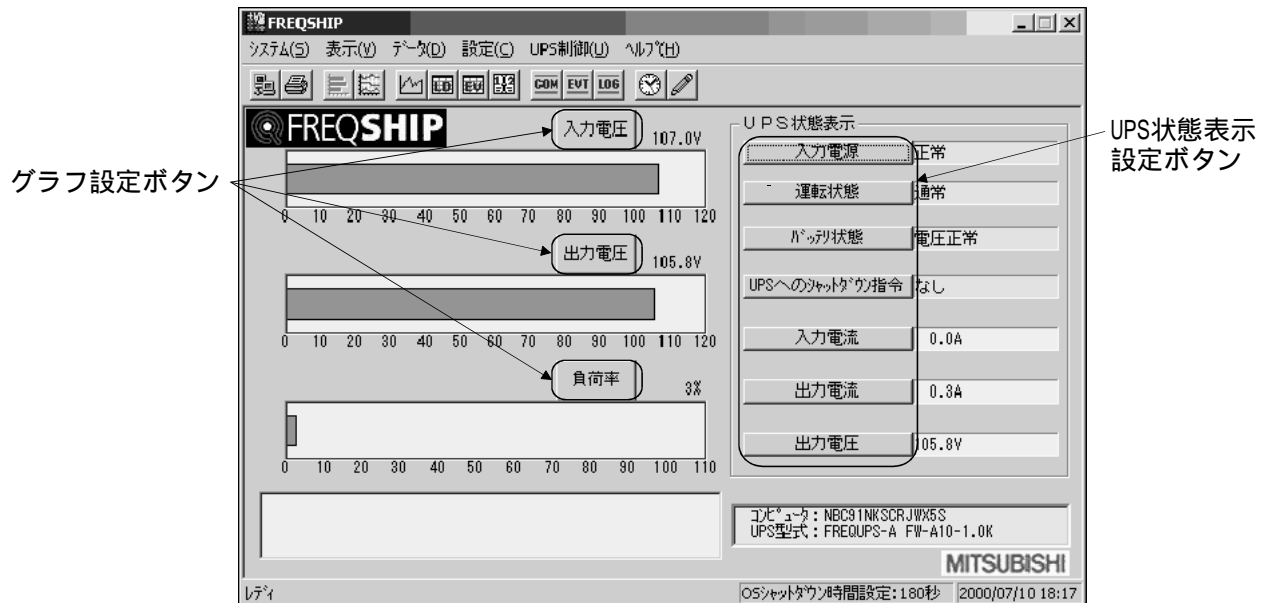 FREQSHIP
ｼｽﾃﾑ(S) 表示(V) ﾃﾞｰﾀ(D) 設定(C) UPS制御(U) ﾍﾙﾌﾟ(H)
COM EVT LOG
FREQSHIP
グラフ設定ボタン
入力電圧 107.0V
0 10 20 30 40 50 60 70 80 90 100 110 120
出力電圧 105.8V
0 10 20 30 40 50 60 70 80 90 100 110 120
負荷率 3%
0 10 20 30 40 50 60 70 80 90 100 110
ＵＰＳ状態表示
入力電源 正常
運転状態 通常
ﾊﾞｯﾃﾘ状態 電圧正常
UPSへのｼｬｯﾄﾀﾞｳﾝ指令 なし
入力電流 0.0A
出力電流 0.3A
出力電圧 105.8V
UPS状態表示
設定ボタン
ｺﾝﾋﾟｭｰﾀ：NBC91NKSCRJWX5S
UPS型式：FREQUPS-A FW-A10-1.0K
MITSUBISHI
ﾚﾃﾞｨ
OSｼｬｯﾄﾀﾞｳﾝ時間設定:180秒 2000/07/10 18:17